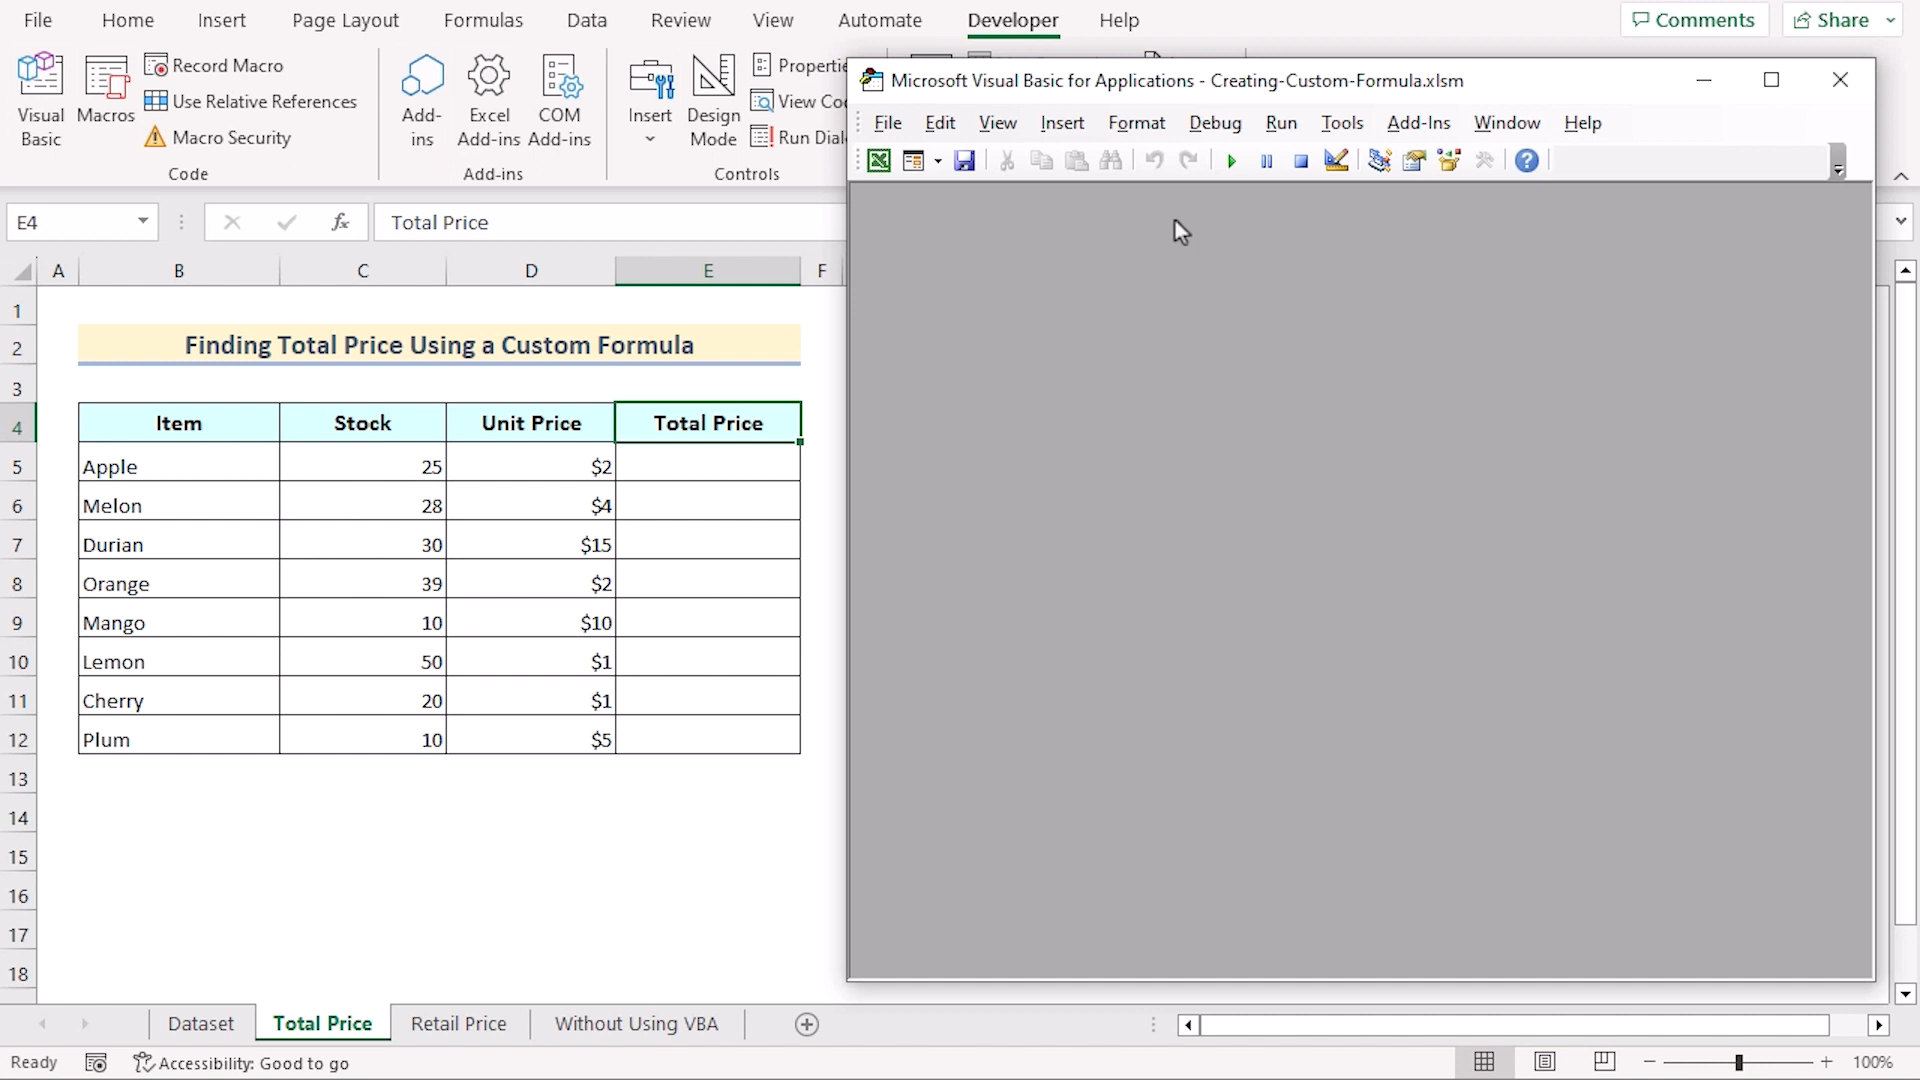 File Home Insert Page Layout Formulas Data Review View Automate Developer Help Comments Share
Visual Basic
Macros
Record Macro
Use Relative References
Macro Security
Code
Add-ins
Excel Add-ins
COM Add-ins
Add-ins
Insert
Design Mode
Properti
View Co
Run Dial
Controls
Microsoft Visual Basic for Applications - Creating-Custom-Formula.xlsm
File Edit View Insert Format Debug Run Tools Add-Ins Window Help
E4 fx Total Price
A B C D E F
1
2 Finding Total Price Using a Custom Formula
3
4 Item Stock Unit Price Total Price
5 Apple 25 $2
6 Melon 28 $4
7 Durian 30 $15
8 Orange 39 $2
9 Mango 10 $10
10 Lemon 50 $1
11 Cherry 20 $1
12 Plum 10 $5
13
14
15
16
17
18
Dataset Total Price Retail Price Without Using VBA
Ready Accessibility: Good to go 100%